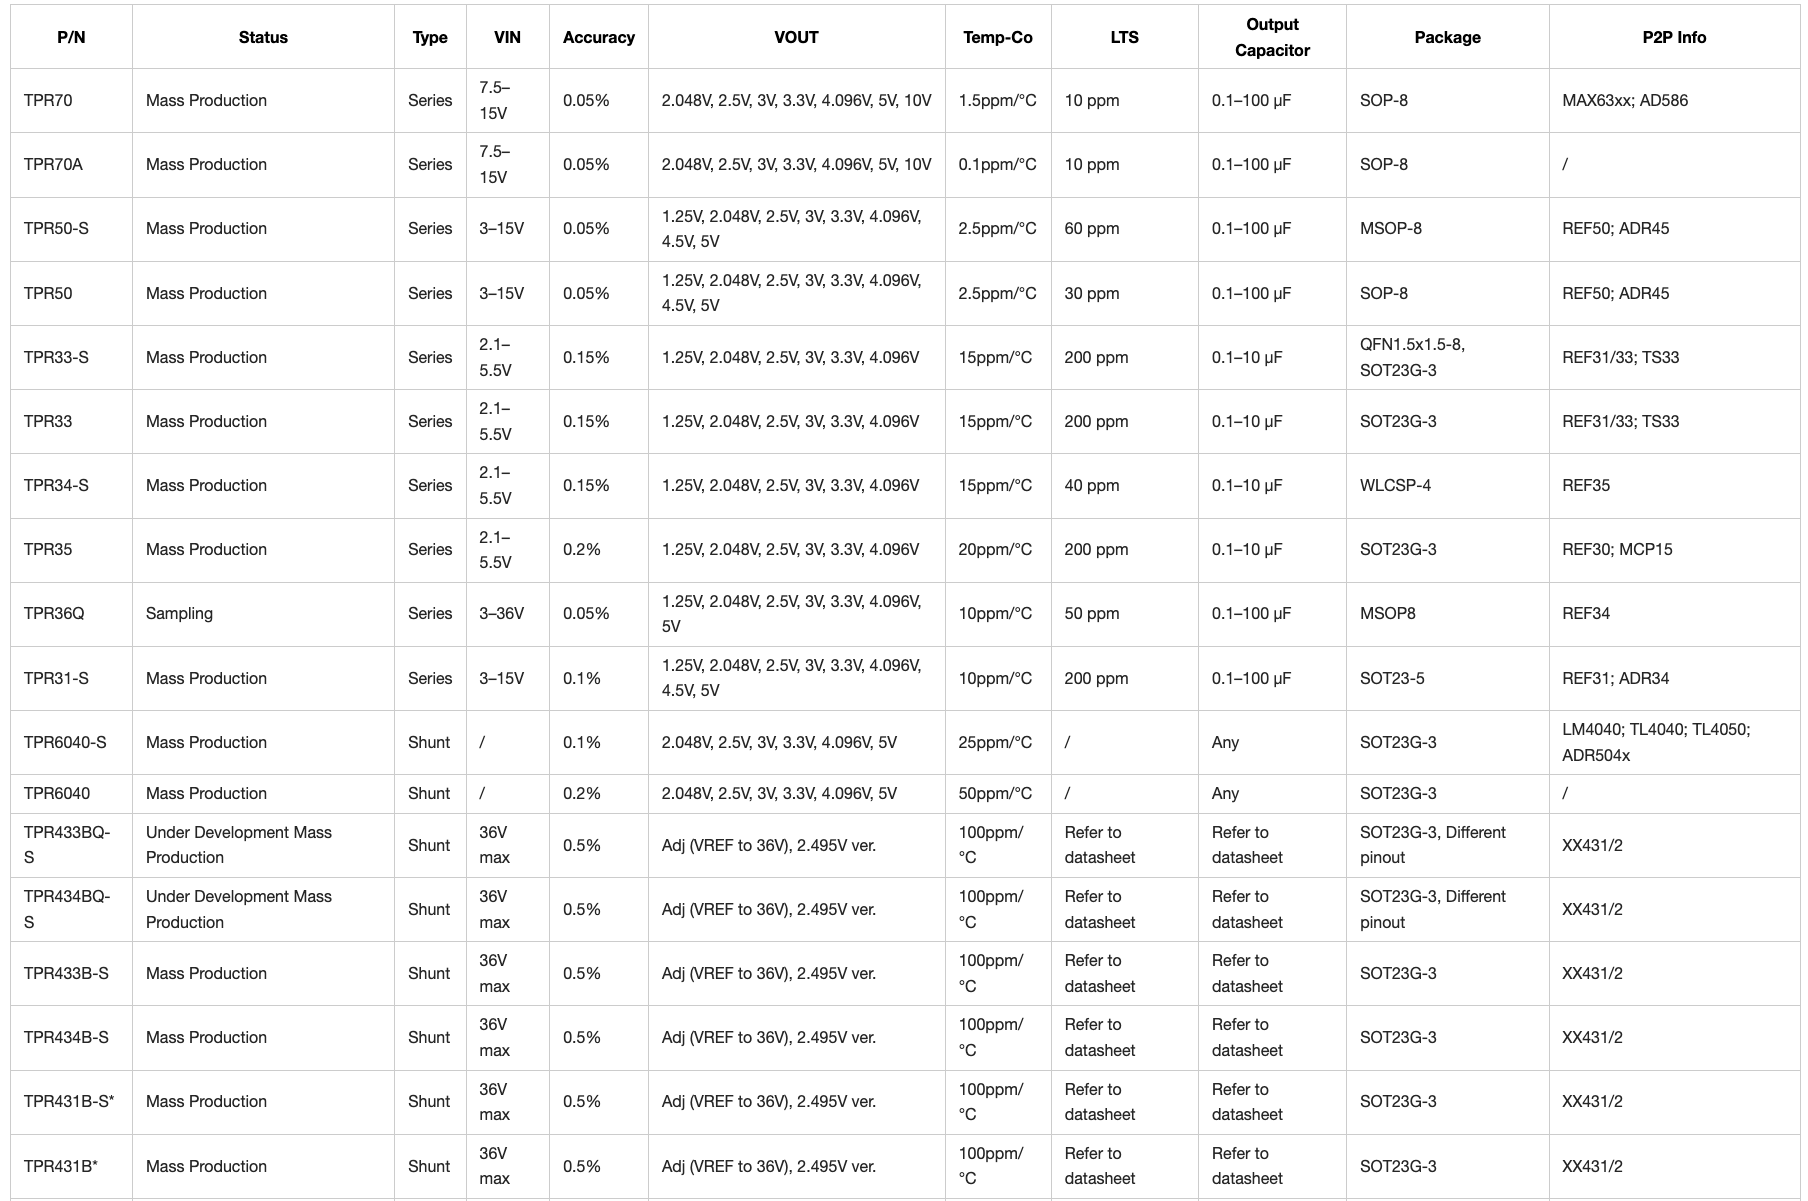 P/N Status Type VIN Accuracy VOUT Temp-Co LTS Output Capacitor Package P2P Info
TPR70 Mass Production Series 7.5–15V 0.05% 2.048V, 2.5V, 3V, 3.3V, 4.096V, 5V, 10V 1.5ppm/°C 10 ppm 0.1–100 µF SOP-8 MAX63xx; AD586
TPR70A Mass Production Series 7.5–15V 0.05% 2.048V, 2.5V, 3V, 3.3V, 4.096V, 5V, 10V 0.1ppm/°C 10 ppm 0.1–100 µF SOP-8 /
TPR50-S Mass Production Series 3–15V 0.05% 1.25V, 2.048V, 2.5V, 3V, 3.3V, 4.096V, 4.5V, 5V 2.5ppm/°C 60 ppm 0.1–100 µF MSOP-8 REF50; ADR45
TPR50 Mass Production Series 3–15V 0.05% 1.25V, 2.048V, 2.5V, 3V, 3.3V, 4.096V, 4.5V, 5V 2.5ppm/°C 30 ppm 0.1–100 µF SOP-8 REF50; ADR45
TPR33-S Mass Production Series 2.1–5.5V 0.15% 1.25V, 2.048V, 2.5V, 3V, 3.3V, 4.096V 15ppm/°C 200 ppm 0.1–10 µF QFN1.5x1.5-8, SOT23G-3 REF31/33; TS33
TPR33 Mass Production Series 2.1–5.5V 0.15% 1.25V, 2.048V, 2.5V, 3V, 3.3V, 4.096V 15ppm/°C 200 ppm 0.1–10 µF SOT23G-3 REF31/33; TS33
TPR34-S Mass Production Series 2.1–5.5V 0.15% 1.25V, 2.048V, 2.5V, 3V, 3.3V, 4.096V 15ppm/°C 40 ppm 0.1–10 µF WLCSP-4 REF35
TPR35 Mass Production Series 2.1–5.5V 0.2% 1.25V, 2.048V, 2.5V, 3V, 3.3V, 4.096V 20ppm/°C 200 ppm 0.1–10 µF SOT23G-3 REF30; MCP15
TPR36Q Sampling Series 3–36V 0.05% 1.25V, 2.048V, 2.5V, 3V, 3.3V, 4.096V, 5V 10ppm/°C 50 ppm 0.1–100 µF MSOP8 REF34
TPR31-S Mass Production Series 3–15V 0.1% 1.25V, 2.048V, 2.5V, 3V, 3.3V, 4.096V, 4.5V, 5V 10ppm/°C 200 ppm 0.1–100 µF SOT23-5 REF31; ADR34
TPR6040-S Mass Production Shunt / 0.1% 2.048V, 2.5V, 3V, 3.3V, 4.096V, 5V 25ppm/°C / Any SOT23G-3 LM4040; TL4040; TL4050; ADR504x
TPR6040 Mass Production Shunt / 0.2% 2.048V, 2.5V, 3V, 3.3V, 4.096V, 5V 50ppm/°C / Any SOT23G-3 /
TPR433BQ-S Under Development Mass Production Shunt 36V max 0.5% Adj (VREF to 36V), 2.495V ver. 100ppm/°C Refer to datasheet Refer to datasheet SOT23G-3, Different pinout XX431/2
TPR434BQ-S Under Development Mass Production Shunt 36V max 0.5% Adj (VREF to 36V), 2.495V ver. 100ppm/°C Refer to datasheet Refer to datasheet SOT23G-3, Different pinout XX431/2
TPR433B-S Mass Production Shunt 36V max 0.5% Adj (VREF to 36V), 2.495V ver. 100ppm/°C Refer to datasheet Refer to datasheet SOT23G-3 XX431/2
TPR434B-S Mass Production Shunt 36V max 0.5% Adj (VREF to 36V), 2.495V ver. 100ppm/°C Refer to datasheet Refer to datasheet SOT23G-3 XX431/2
TPR431B-S* Mass Production Shunt 36V max 0.5% Adj (VREF to 36V), 2.495V ver. 100ppm/°C Refer to datasheet Refer to datasheet SOT23G-3 XX431/2
TPR431B* Mass Production Shunt 36V max 0.5% Adj (VREF to 36V), 2.495V ver. 100ppm/°C Refer to datasheet Refer to datasheet SOT23G-3 XX431/2